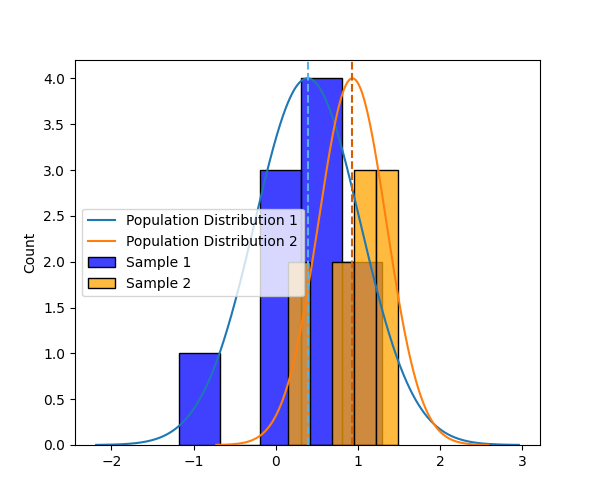 4.0
3.5
3.0
2.5
2.0
1.5
1.0
0.5
0.0
Count
Population Distribution 1
Population Distribution 2
Sample 1
Sample 2
−2 −1 0 1 2 3